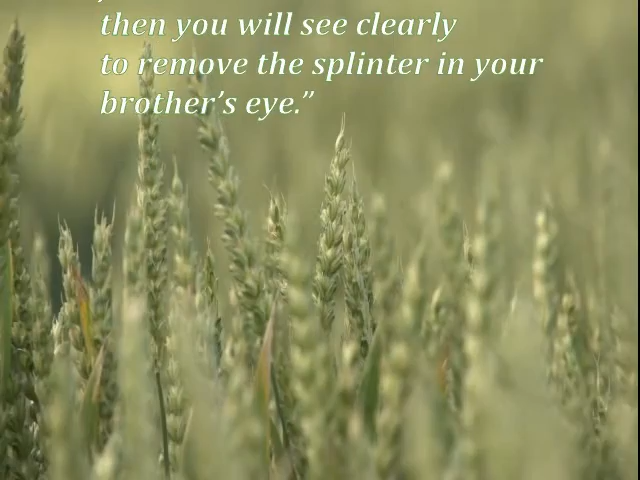 then you will see clearly
to remove the splinter in your
brother’s eye.”